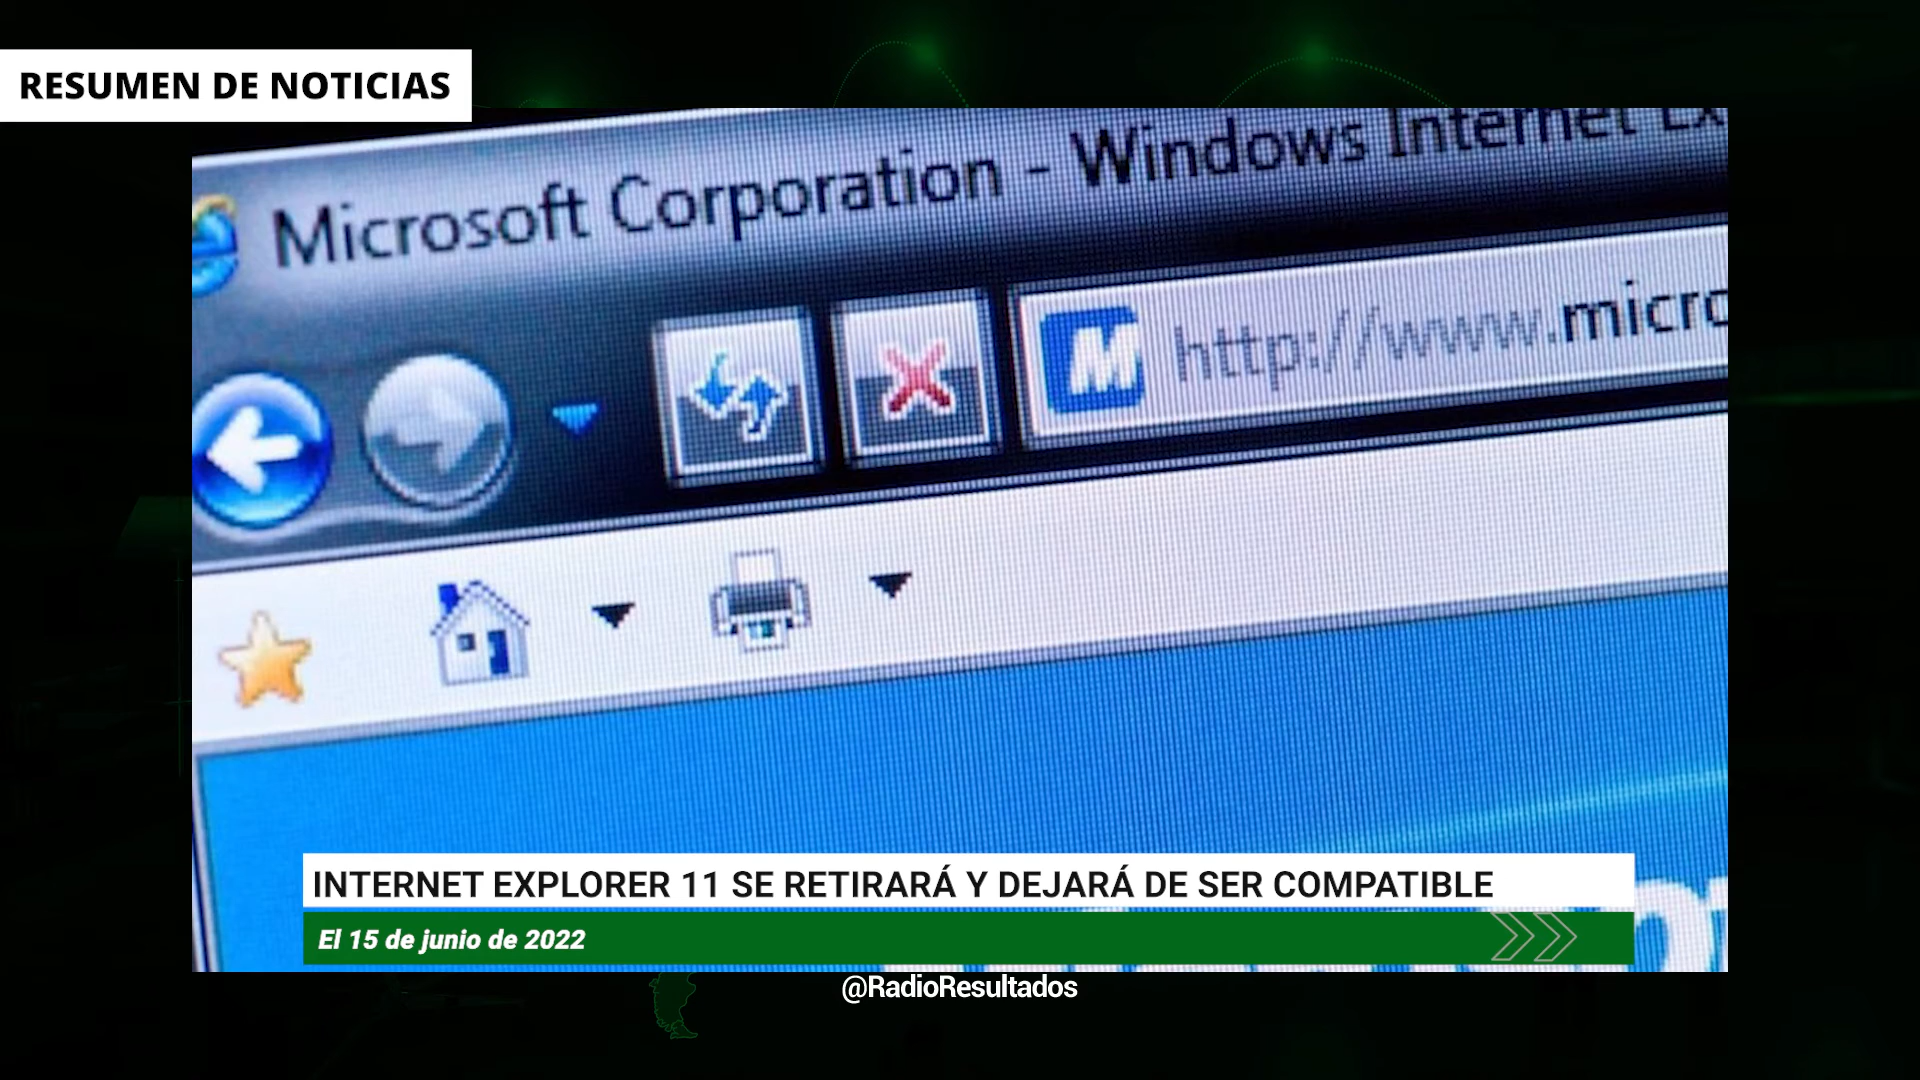 RESUMEN DE NOTICIAS
Microsoft Corporation - Windows Internet Ex
http://www.micro
INTERNET EXPLORER 11 SE RETIRARÁ Y DEJARÁ DE SER COMPATIBLE
El 15 de junio de 2022
@RadioResultados